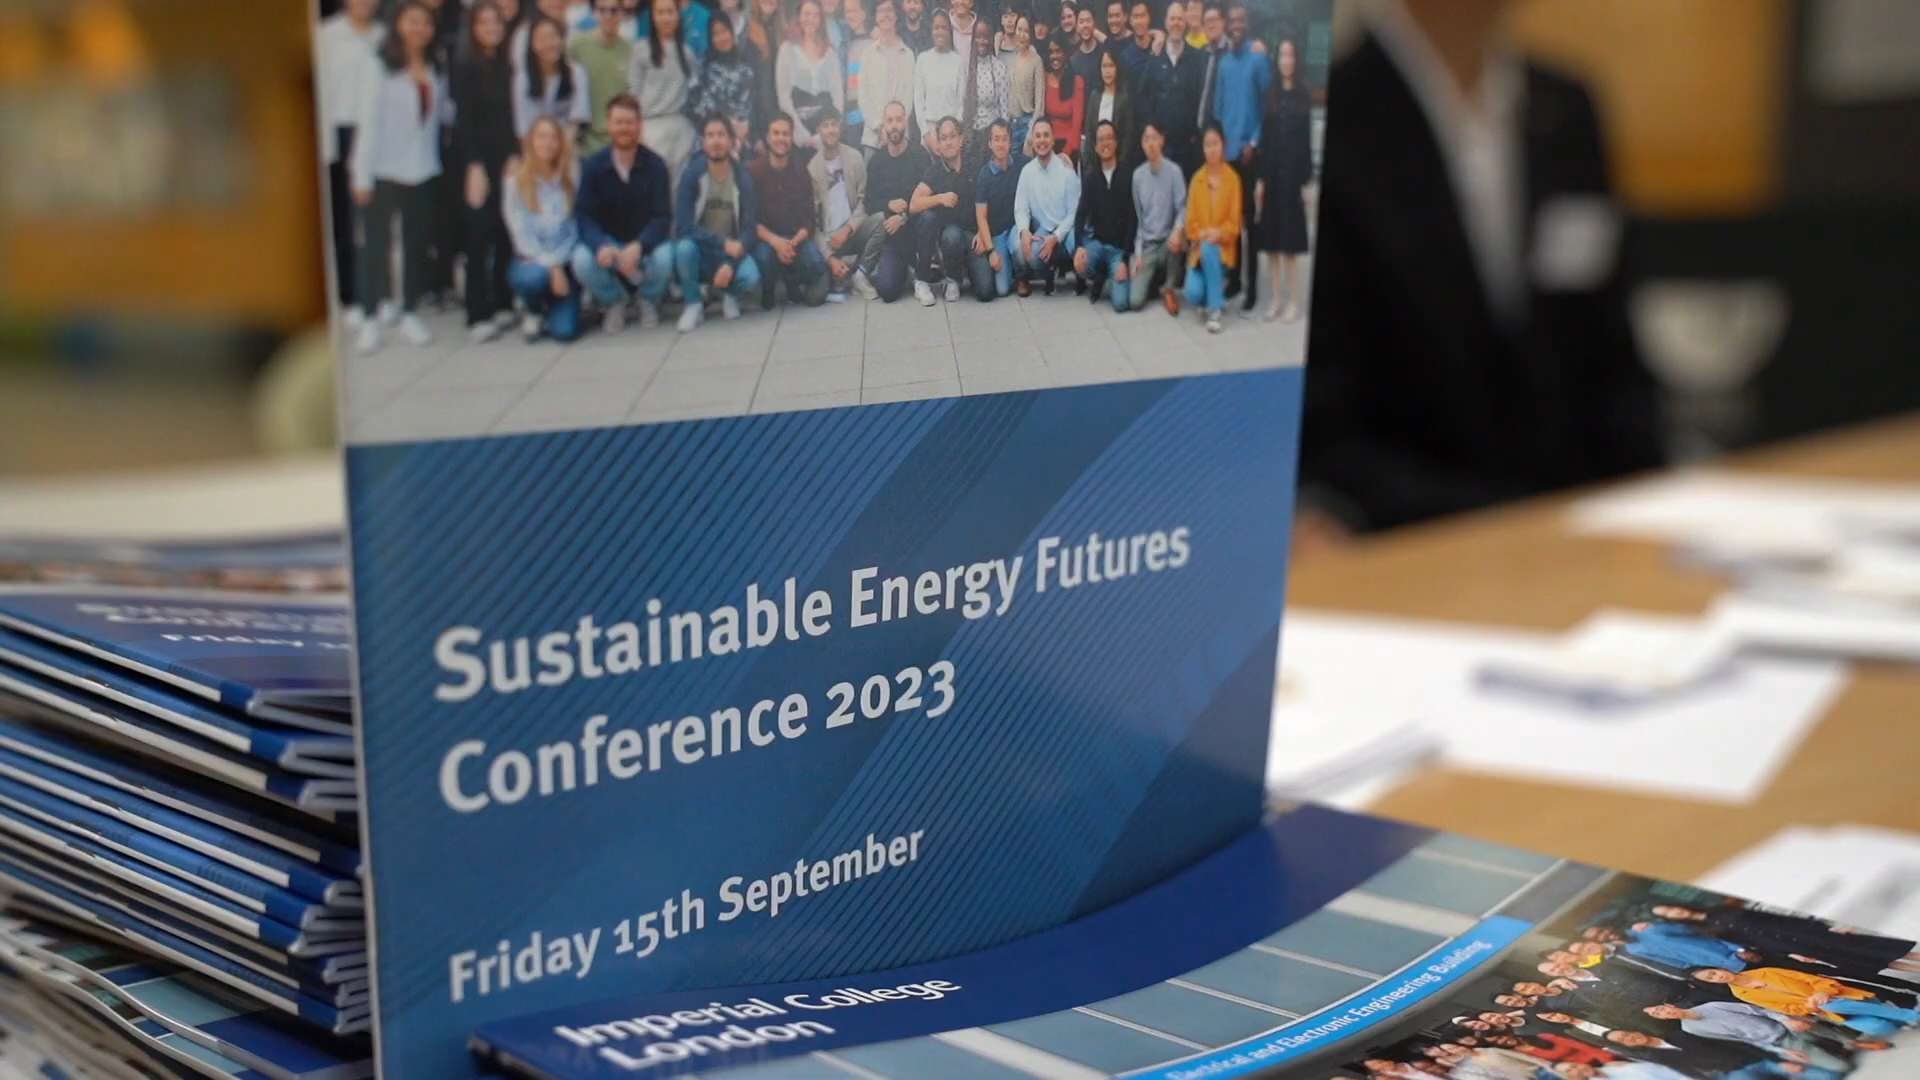 Sustainable Energy Futures
Conference 2023
Friday 15th September
Imperial College
London
Electrical and Electronic Engineering Building